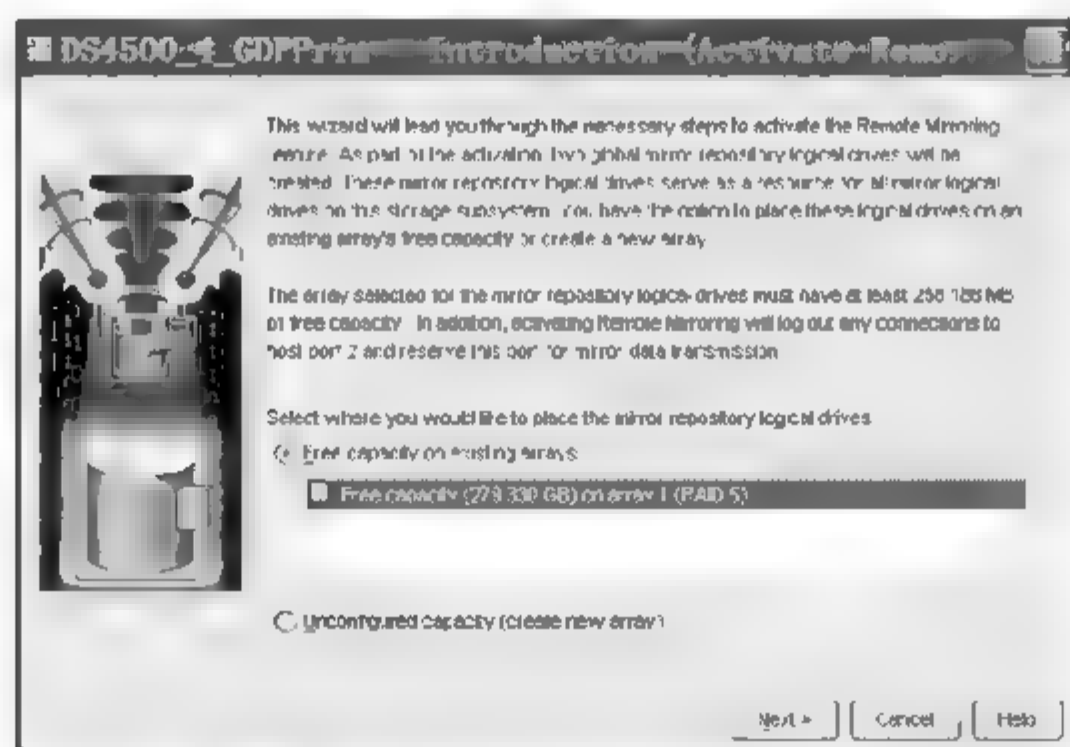 DS4500_4_GDPPrim - Introduction (Activate Remote
This wizard will lead you through the necessary steps to activate the Remote Mirroring
feature. As part of the activation, two global mirror repository logical drives will be
created. These mirror repository logical drives serve as a resource for all mirror logical
drives on this storage subsystem. You have the option to place these logical drives on an
existing array's free capacity or create a new array.
The array selected for the mirror repository logical drives must have at least MB
of free capacity. In addition, activating Remote Mirroring will log out any connections to
host port 2 and reserve this port for mirror data transmission.
Select where you would like to place the mirror repository logical drives
Free capacity on existing arrays
Free capacity (279.330 GB) on array 1 (RAID 5)
Unconfigured capacity (create new array)
Next >
Cancel
Help